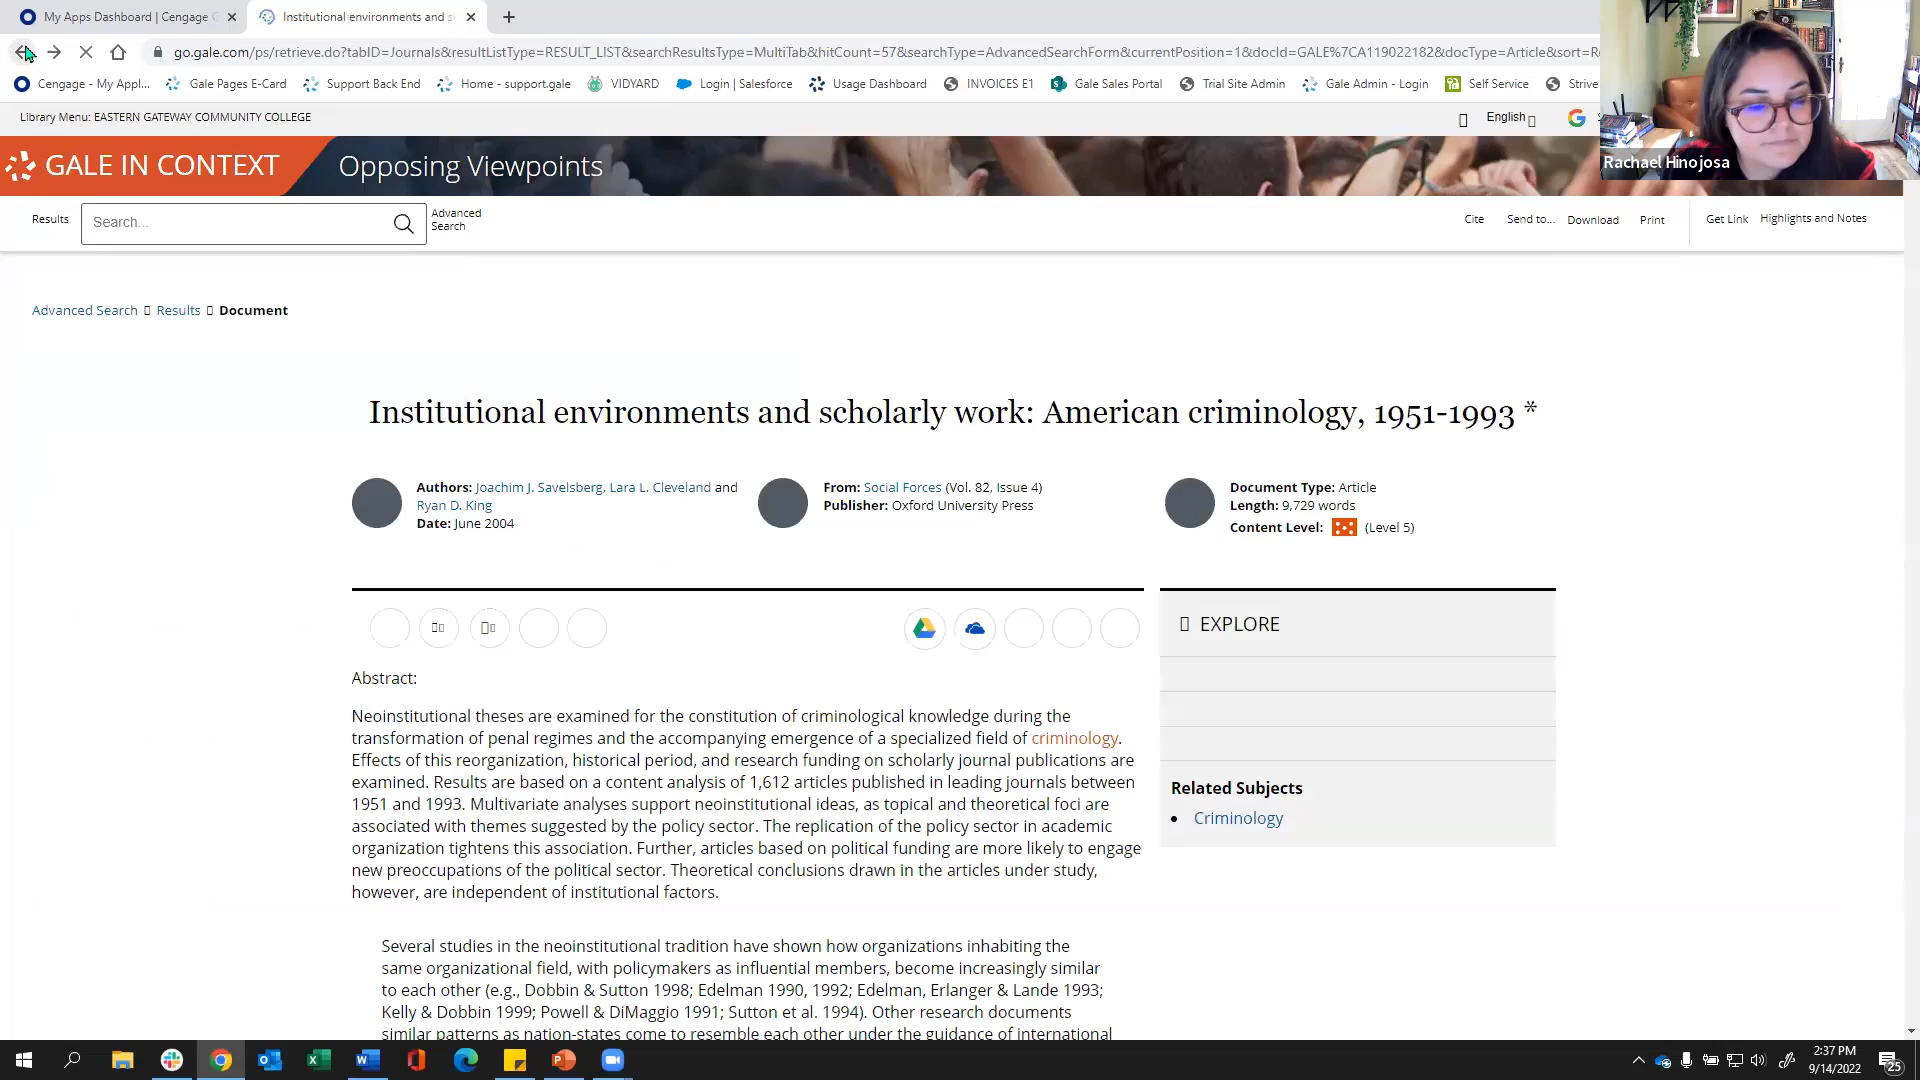 My Apps Dashboard | Cengage
Institutional environments and s
go.gale.com/ps/retrieve.do?tabID=Journals&resultListType=RESULT_LIST&searchResultsType=MultiTab&hitCount=57&searchType=AdvancedSearchForm&currentPosition=1&docId=GALE%7CA119022182&docType=Article&sort=R
Cengage - My Appl... Gale Pages E-Card Support Back End Home - support.gale VIDYARD Login | Salesforce Usage Dashboard INVOICES E1 Gale Sales Portal Trial Site Admin Gale Admin - Login Self Service Strive
Library Menu: EASTERN GATEWAY COMMUNITY COLLEGE
English
Rachael Hinojosa
GALE IN CONTEXT Opposing Viewpoints
Results
Search...
Advanced
Search
Cite Send to... Download Print Get Link Highlights and Notes
Advanced Search Results Document
Institutional environments and scholarly work: American criminology, 1951-1993 *
Authors: Joachim J. Savelsberg, Lara L. Cleveland and
Ryan D. King
Date: June 2004
From: Social Forces (Vol. 82, Issue 4)
Publisher: Oxford University Press
Document Type: Article
Length: 9,729 words
Content Level: (Level 5)
EXPLORE
Abstract:
Neoinstitutional theses are examined for the constitution of criminological knowledge during the
transformation of penal regimes and the accompanying emergence of a specialized field of criminology.
Effects of this reorganization, historical period, and research funding on scholarly journal publications are
examined. Results are based on a content analysis of 1,612 articles published in leading journals between
1951 and 1993. Multivariate analyses support neoinstitutional ideas, as topical and theoretical foci are
associated with themes suggested by the policy sector. The replication of the policy sector in academic
organization tightens this association. Further, articles based on political funding are more likely to engage
new preoccupations of the political sector. Theoretical conclusions drawn in the articles under study,
however, are independent of institutional factors.
Related Subjects
Criminology
Several studies in the neoinstitutional tradition have shown how organizations inhabiting the
same organizational field, with policymakers as influential members, become increasingly similar
to each other (e.g., Dobbin & Sutton 1998; Edelman 1990, 1992; Edelman, Erlanger & Lande 1993;
Kelly & Dobbin 1999; Powell & DiMaggio 1991; Sutton et al. 1994). Other research documents
similar patterns as nation-states come to resemble each other under the guidance of international
2:37 PM
9/14/2022
25